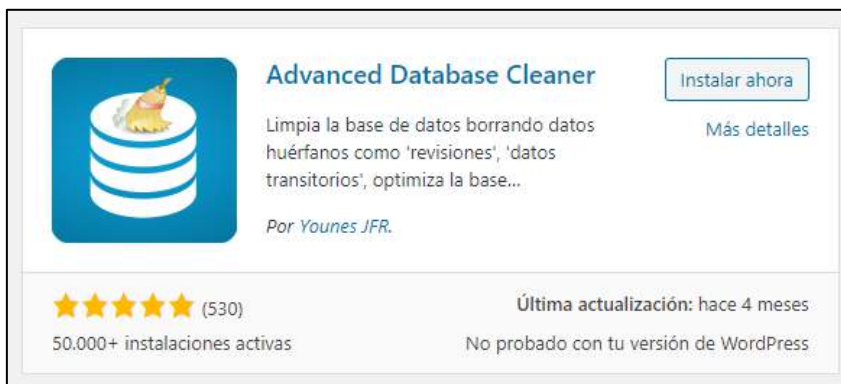 Advanced Database Cleaner
Instalar ahora
Más detalles
Limpia la base de datos borrando datos
huérfanos como 'revisiones', 'datos
transitorios', optimiza la base...
Por Younes JFR.
(530)
50.000+ instalaciones activas
Última actualización: hace 4 meses
No probado con tu versión de WordPress